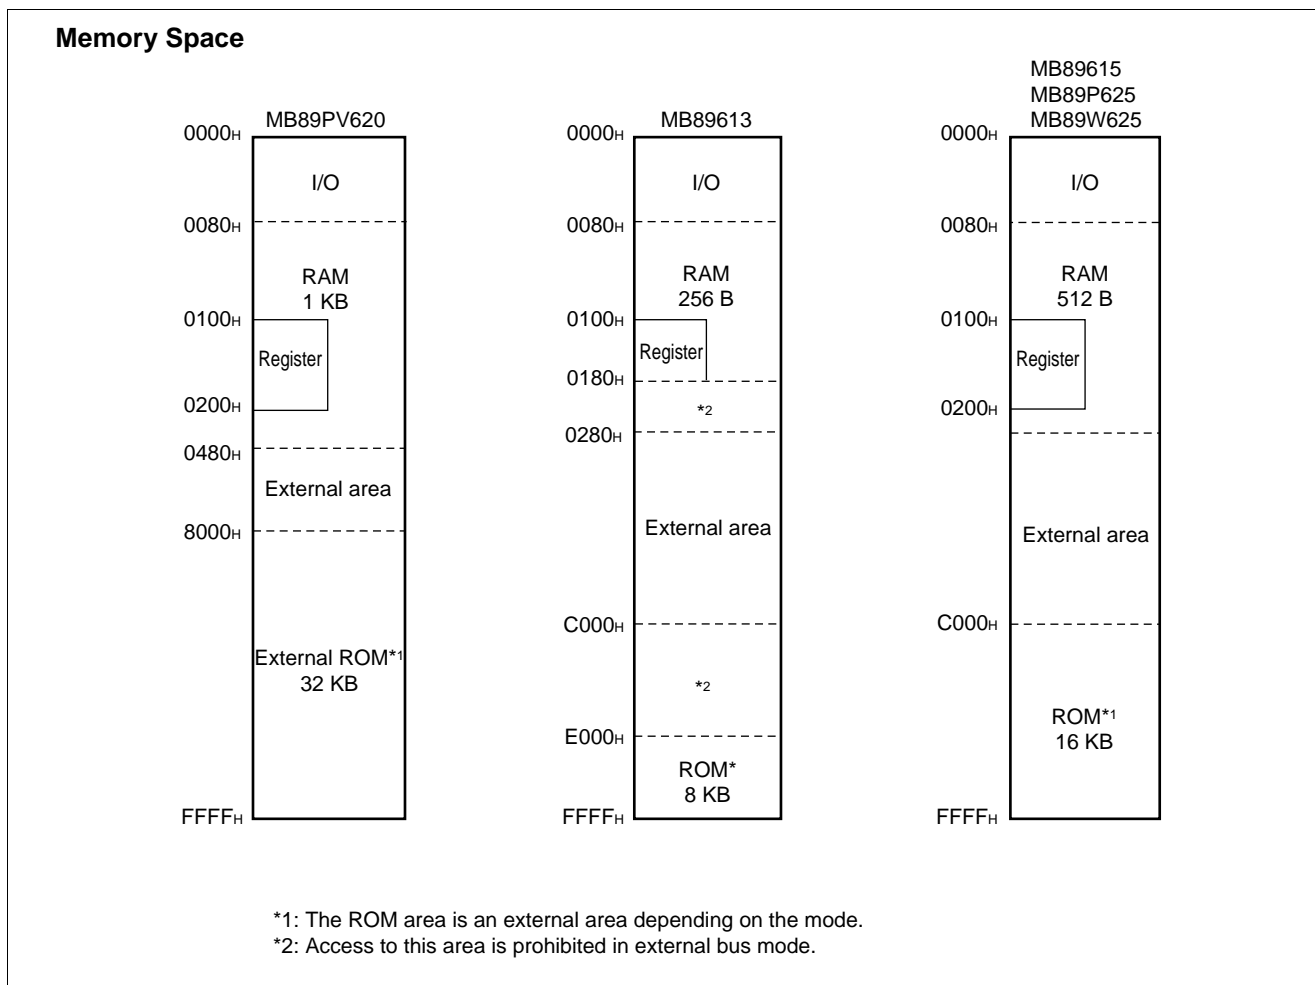 Memory Space
MB89PV620
0000H
I/O
0080H
RAM
1 KB
0100H
Register
0200H
0480H
External area
8000H
External ROM*1
32 KB
FFFFH
MB89613
0000H
I/O
0080H
RAM
256 B
0100H
Register
0180H
*2
0280H
External area
C000H
*2
E000H
ROM*
8 KB
FFFFH
MB89615
MB89P625
MB89W625
0000H
I/O
0080H
RAM
512 B
0100H
Register
0200H
External area
C000H
ROM*1
16 KB
FFFFH
*1: The ROM area is an external area depending on the mode.
*2: Access to this area is prohibited in external bus mode.